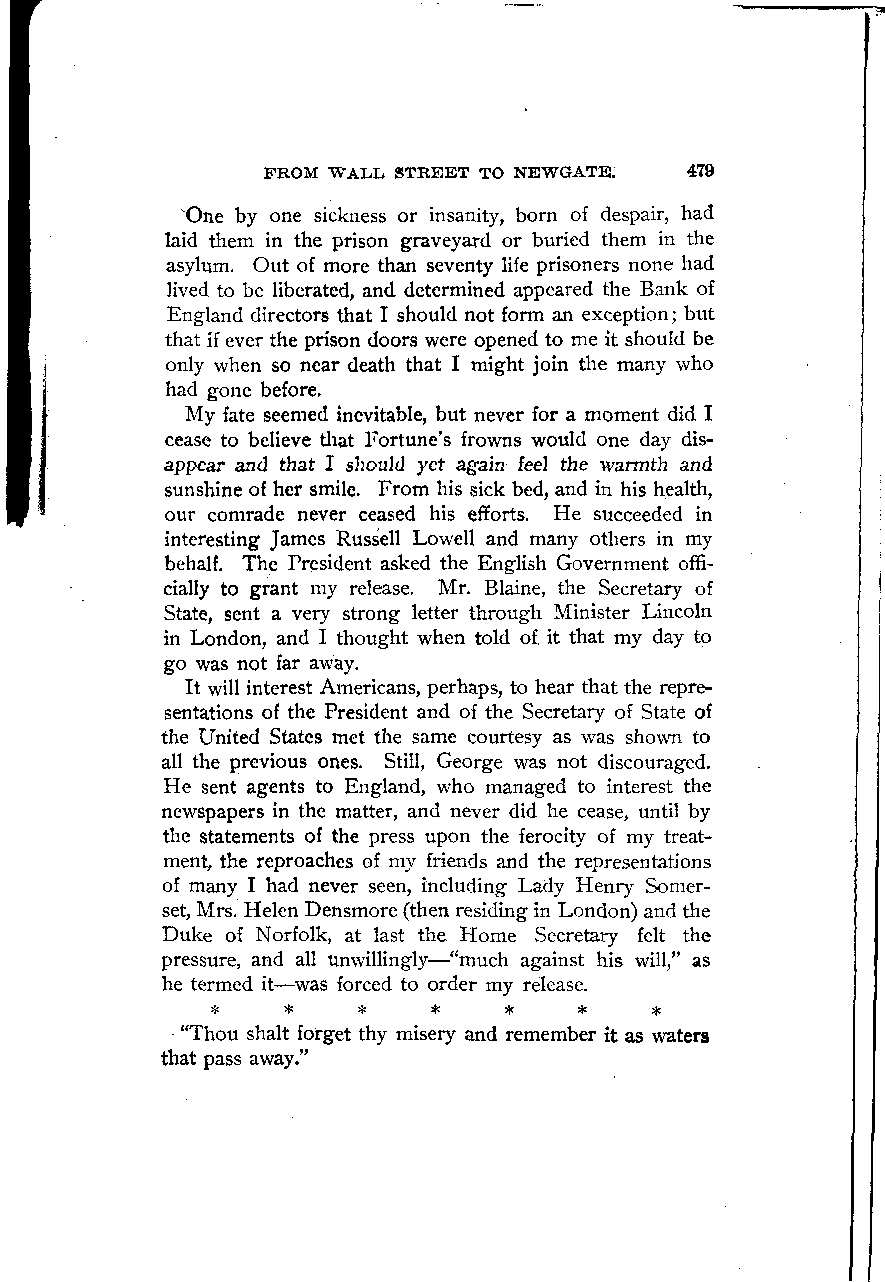 FROM WALL STREET TO NEWGATE. 479
One by one sickness or insanity, born of despair, had
laid them in the prison graveyard or buried them in the
asylum. Out of more than seventy life prisoners none had
lived to be liberated, and determined appeared the Bank of
England directors that I should not form an exception; but
that if ever the prison doors were opened to me it should be
only when so near death that I might join the many who
had gone before.
My fate seemed inevitable, but never for a moment did I
cease to believe that Fortune's frowns would one day dis-
appear and that I should yet again feel the warmth and
sunshine of her smile. From his sick bed, and in his health,
our comrade never ceased his efforts. He succeeded in
interesting James Russell Lowell and many others in my
behalf. The President asked the English Government offi-
cially to grant my release. Mr. Blaine, the Secretary of
State, sent a very strong letter through Minister Lincoln
in London, and I thought when told of it that my day to
go was not far away.
It will interest Americans, perhaps, to hear that the repre-
sentations of the President and of the Secretary of State of
the United States met the same courtesy as was shown to
all the previous ones. Still, George was not discouraged.
He sent agents to England, who managed to interest the
newspapers in the matter, and never did he cease, until by
the statements of the press upon the ferocity of my treat-
ment, the reproaches of my friends and the representations
of many I had never seen, including Lady Henry Somer-
set, Mrs. Helen Densmore (then residing in London) and the
Duke of Norfolk, at last the Home Secretary felt the
pressure, and all unwillingly—"much against his will," as
he termed it—was forced to order my release.
* * * * * * *
"Thou shalt forget thy misery and remember it as waters
that pass away."